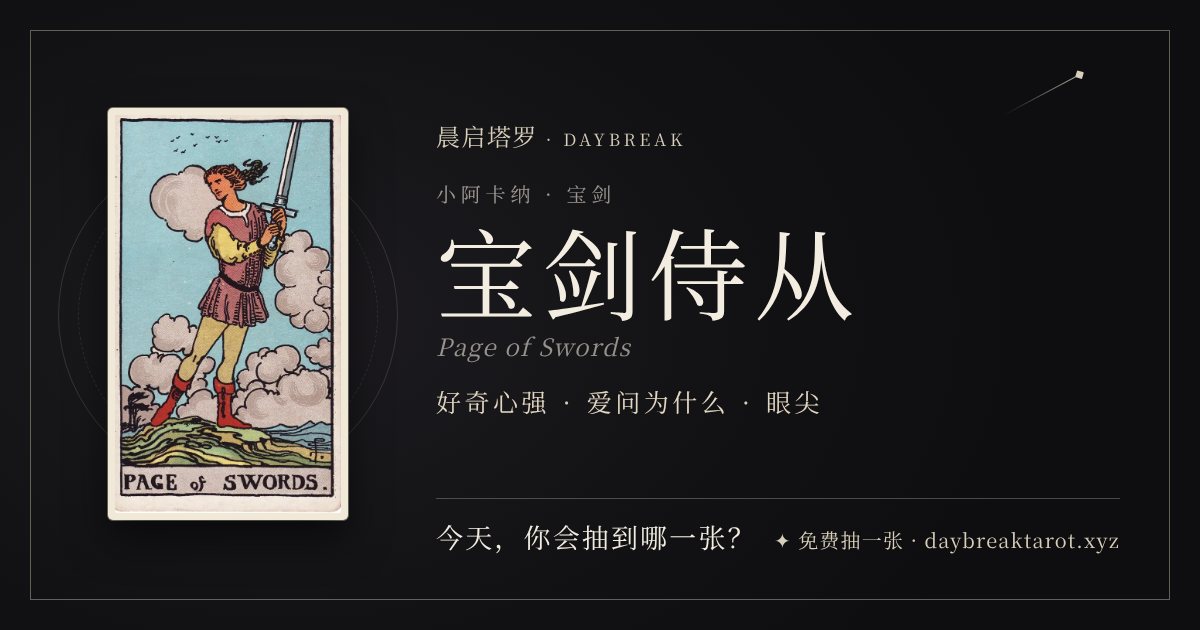 晨启塔罗 · DAYBREAK
小阿卡纳 · 宝剑
宝剑侍从
Page of Swords
好奇心强 · 爱问为什么 · 眼尖
PAGE of SWORDS.
今天，你会抽到哪一张？
✦ 免费抽一张 · daybreaktarot.xyz